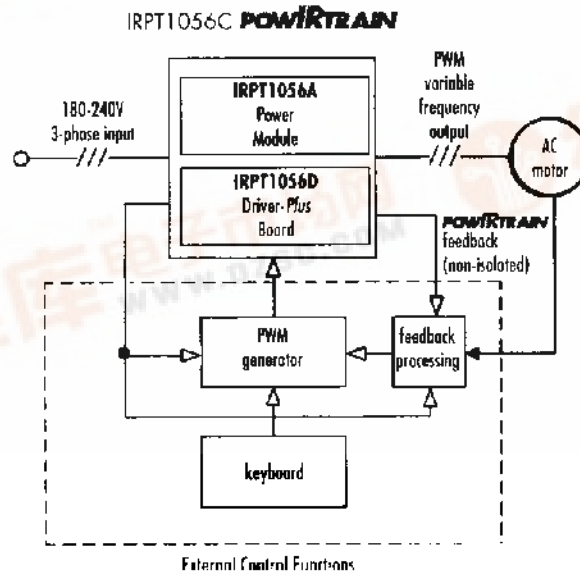 IRPT1056C POWIRTRAIN
IRPT1056A
Power
Module
IRPT1056D
Driver-Plus
Board
180-240V
3-phase input
PWM
variable
frequency
output
AC
motor
POWIRTRAIN
feedback
(non-isolated)
PWM
generator
feedback
processing
keyboard
External Control Functions